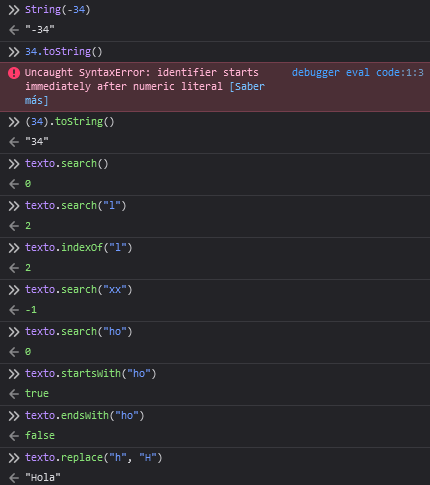 String(-34)
"-34"
34.toString()
Uncaught SyntaxError: identifier starts debugger eval code:1:3
immediately after numeric literal [Saber
más]
(34).toString()
"34"
texto.search()
0
texto.search("l")
2
texto.indexOf("l")
2
texto.search("xx")
-1
texto.search("ho")
0
texto.startsWith("ho")
true
texto.endsWith("ho")
false
texto.replace("h", "H")
"Hola"